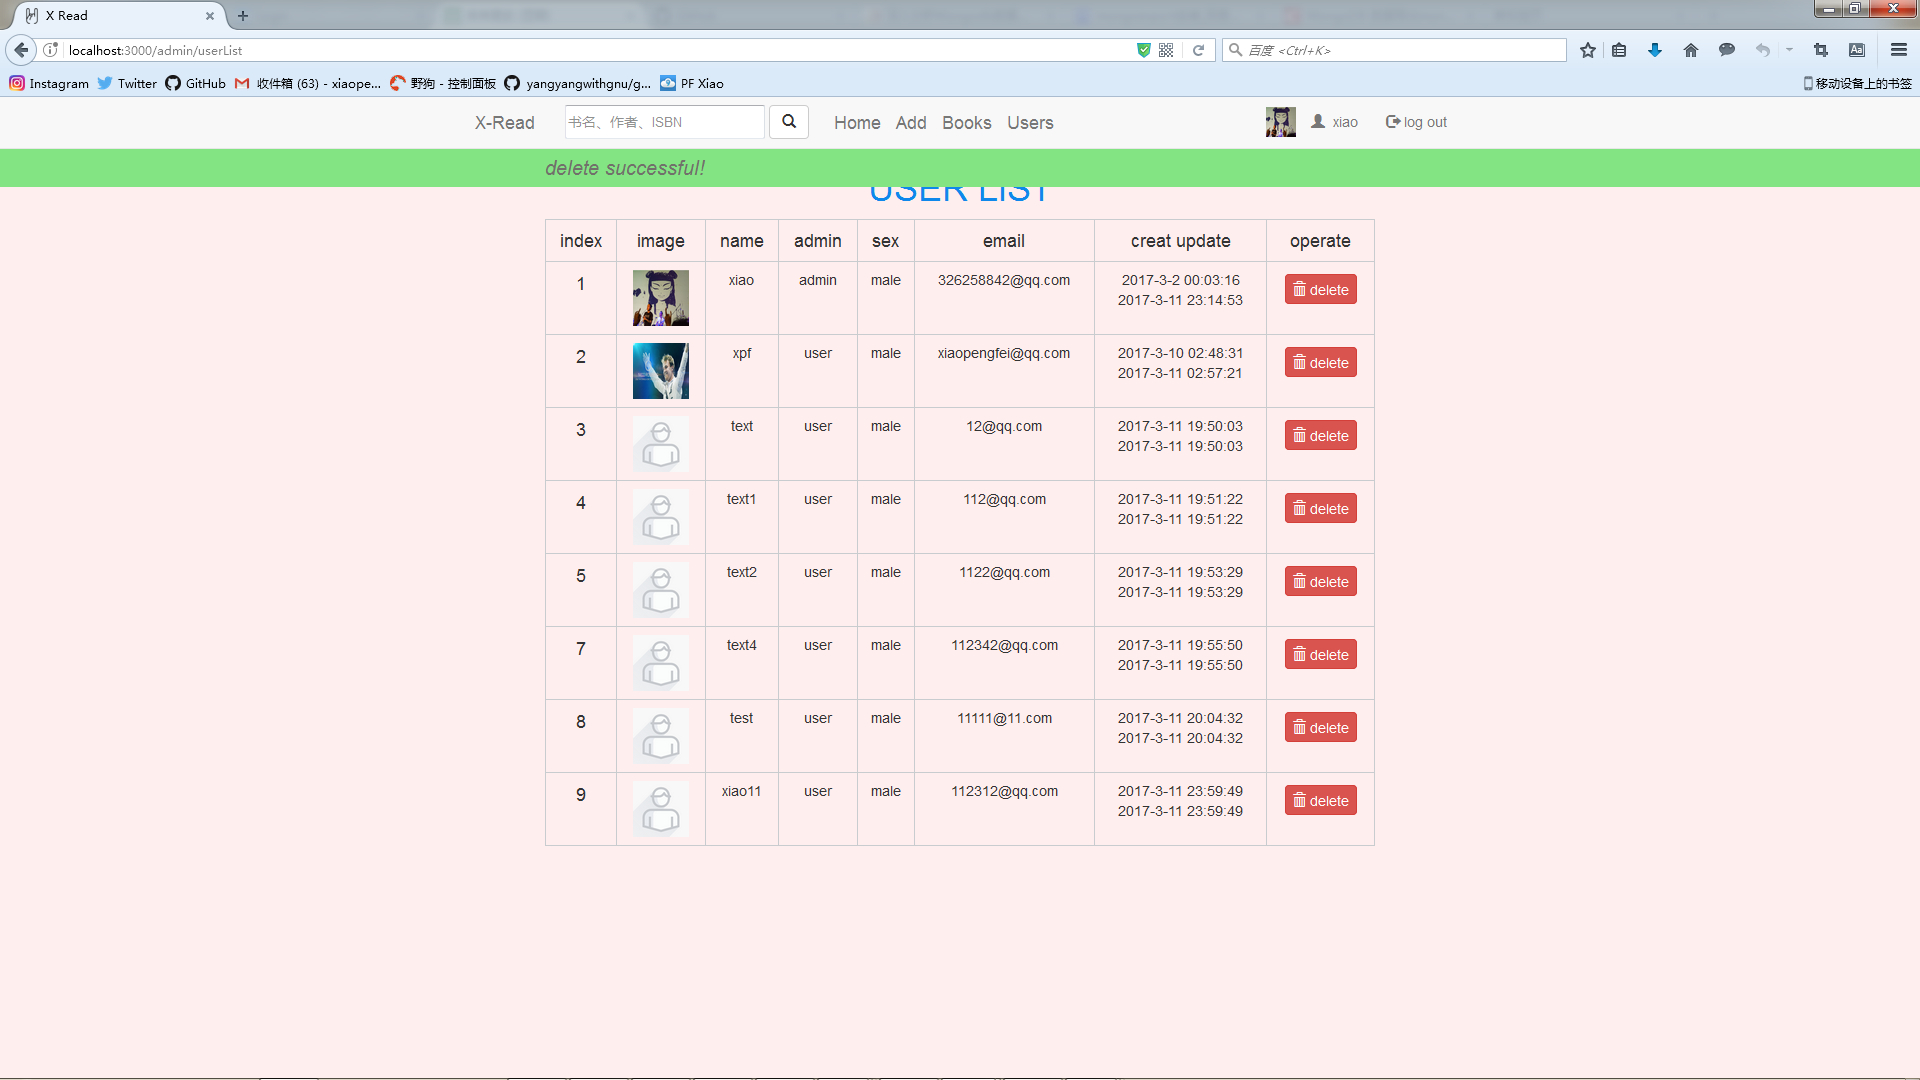 X Read
localhost:3000/admin/userList
百度 <Ctrl+K>
Instagram Twitter GitHub 收件箱 (63) - xiaope... 野狗 - 控制面板 yangyangwithgnu/g... PF Xiao 移动设备上的书签
X-Read 书名、作者、ISBN Home Add Books Users xiao log out
delete successful!
USER LIST
index image name admin sex email creat update operate
1 xiao admin male 326258842@qq.com 2017-3-2 00:03:16 delete
2017-3-11 23:14:53
2 xpf user male xiaopengfei@qq.com 2017-3-10 02:48:31 delete
2017-3-11 02:57:21
3 text user male 12@qq.com 2017-3-11 19:50:03 delete
2017-3-11 19:50:03
4 text1 user male 112@qq.com 2017-3-11 19:51:22 delete
2017-3-11 19:51:22
5 text2 user male 1122@qq.com 2017-3-11 19:53:29 delete
2017-3-11 19:53:29
7 text4 user male 112342@qq.com 2017-3-11 19:55:50 delete
2017-3-11 19:55:50
8 test user male 11111@11.com 2017-3-11 20:04:32 delete
2017-3-11 20:04:32
9 xiao11 user male 112312@qq.com 2017-3-11 23:59:49 delete
2017-3-11 23:59:49